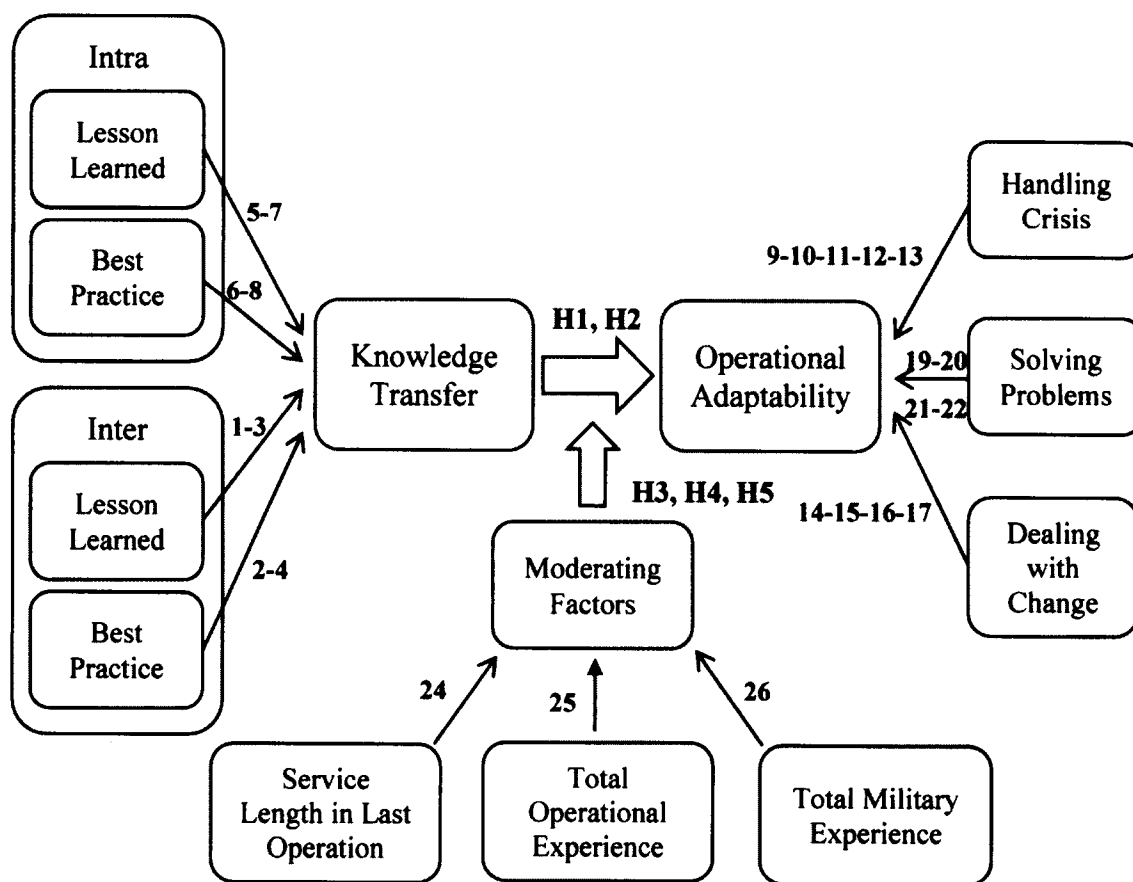 Intra
Lesson
Learned
Best
Practice
5-7
6-8
Inter
Lesson
Learned
Best
Practice
1-3
2-4
Knowledge
Transfer
H1, H2
Operational
Adaptability
H3, H4, H5
Moderating
Factors
9-10-11-12-13
Handling
Crisis
19-20
21-22
Solving
Problems
14-15-16-17
Dealing
with
Change
24
25
26
Service
Length in Last
Operation
Total
Operational
Experience
Total Military
Experience